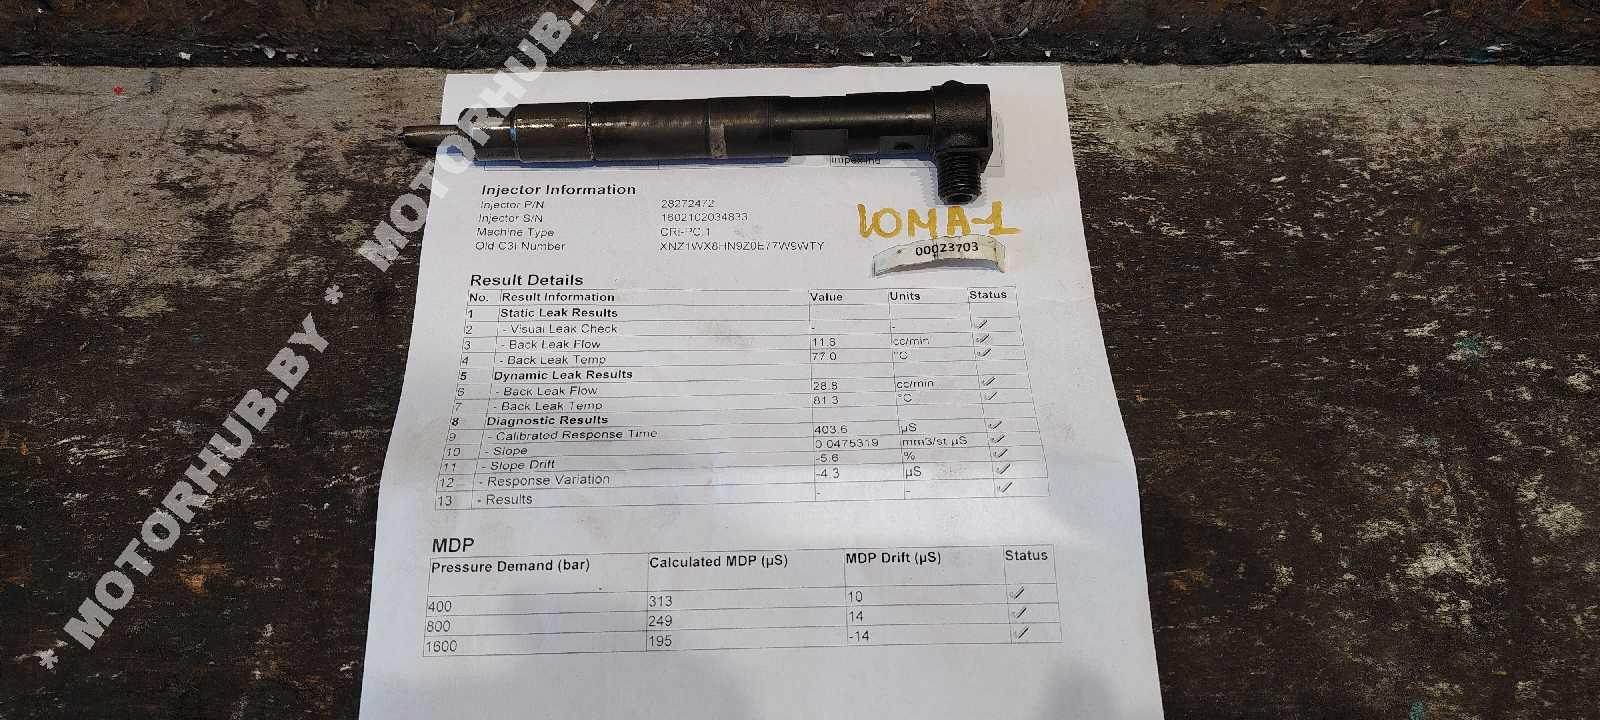 * MOTORHUB.BY * MOTORHUB.BY
Impex Ind
Injector Information
Injector P/N 28272472
Injector S/N 1602102034833
Machine Type CRi-PC.1
Old C3i Number XNZ1WX8HN9Z0E77W9WTY
ЮМА-1
00023703
Result Details
No. Result Information Value Units Status
1 Static Leak Results
2 - Visual Leak Check - -
3 - Back Leak Flow 11.6 cc/min
4 - Back Leak Temp 77.0 °C
5 Dynamic Leak Results
6 - Back Leak Flow 28.8 cc/min
7 - Back Leak Temp 81.3 °C
8 Diagnostic Results
9 - Calibrated Response Time 403.6 µS
10 - Slope 0.0475319 mm3/st µS
11 - Slope Drift -5.6 %
12 - Response Variation -4.3 µS
13 - Results - -
MDP
Pressure Demand (bar) Calculated MDP (µS) MDP Drift (µS) Status
400 313 10
800 249 14
1600 195 -14